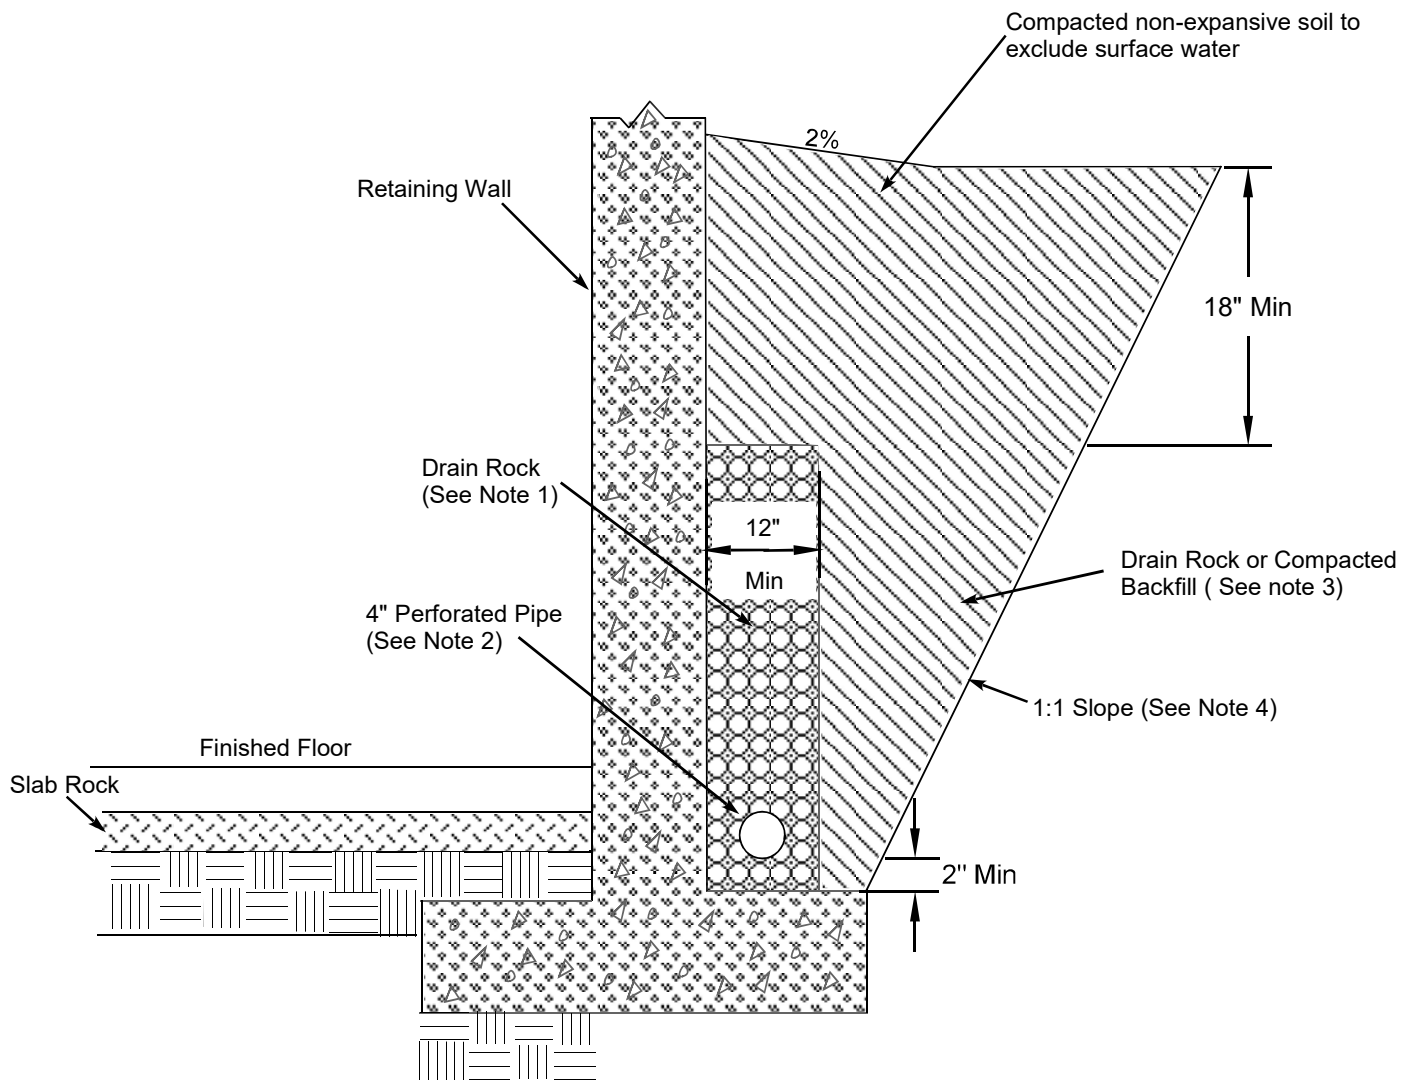 Compacted non-expansive soil to
exclude surface water
2%
Retaining Wall
18" Min
Drain Rock
(See Note 1)
12"
Min
Drain Rock or Compacted
Backfill ( See note 3)
4" Perforated Pipe
(See Note 2)
1:1 Slope (See Note 4)
Finished Floor
Slab Rock
2" Min